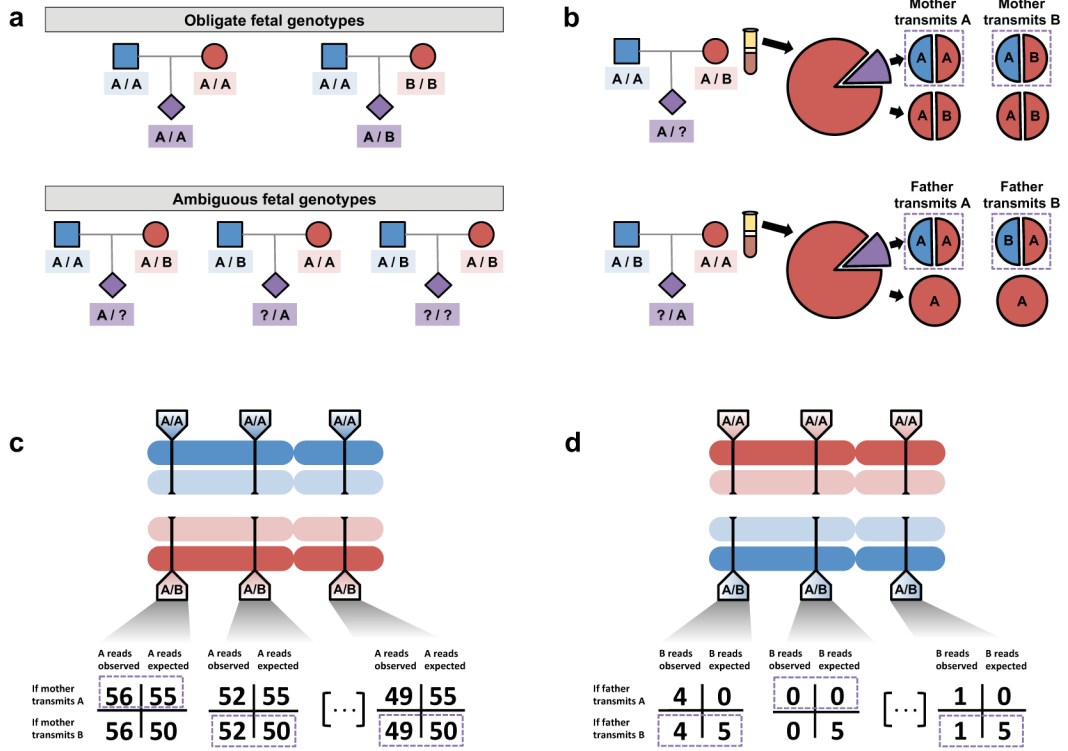 a
Obligate fetal genotypes
A / A
A / A
A / A
B / B
A / A
A / B
Ambiguous fetal genotypes
A / A
A / B
A / B
A / A
A / B
A / B
A / ?
? / A
? / ?
b
Mother
transmits A
Mother
transmits B
A / A
A / B
A / ?
A
A
A
B
A
B
A
B
Father
transmits A
Father
transmits B
A / B
A / A
? / A
A
A
B
A
A
A
c
A/A
A/A
A/A
A/B
A/B
A/B
A reads
observed
A reads
expected
A reads
observed
A reads
expected
A reads
observed
A reads
expected
If mother
transmits A
56
55
52
55
[...]
49
55
If mother
transmits B
56
50
52
50
49
50
d
A/A
A/A
A/A
A/B
A/B
A/B
B reads
observed
B reads
expected
B reads
observed
B reads
expected
B reads
observed
B reads
expected
If father
transmits A
4
0
0
0
[...]
1
0
If father
transmits B
4
5
0
5
1
5